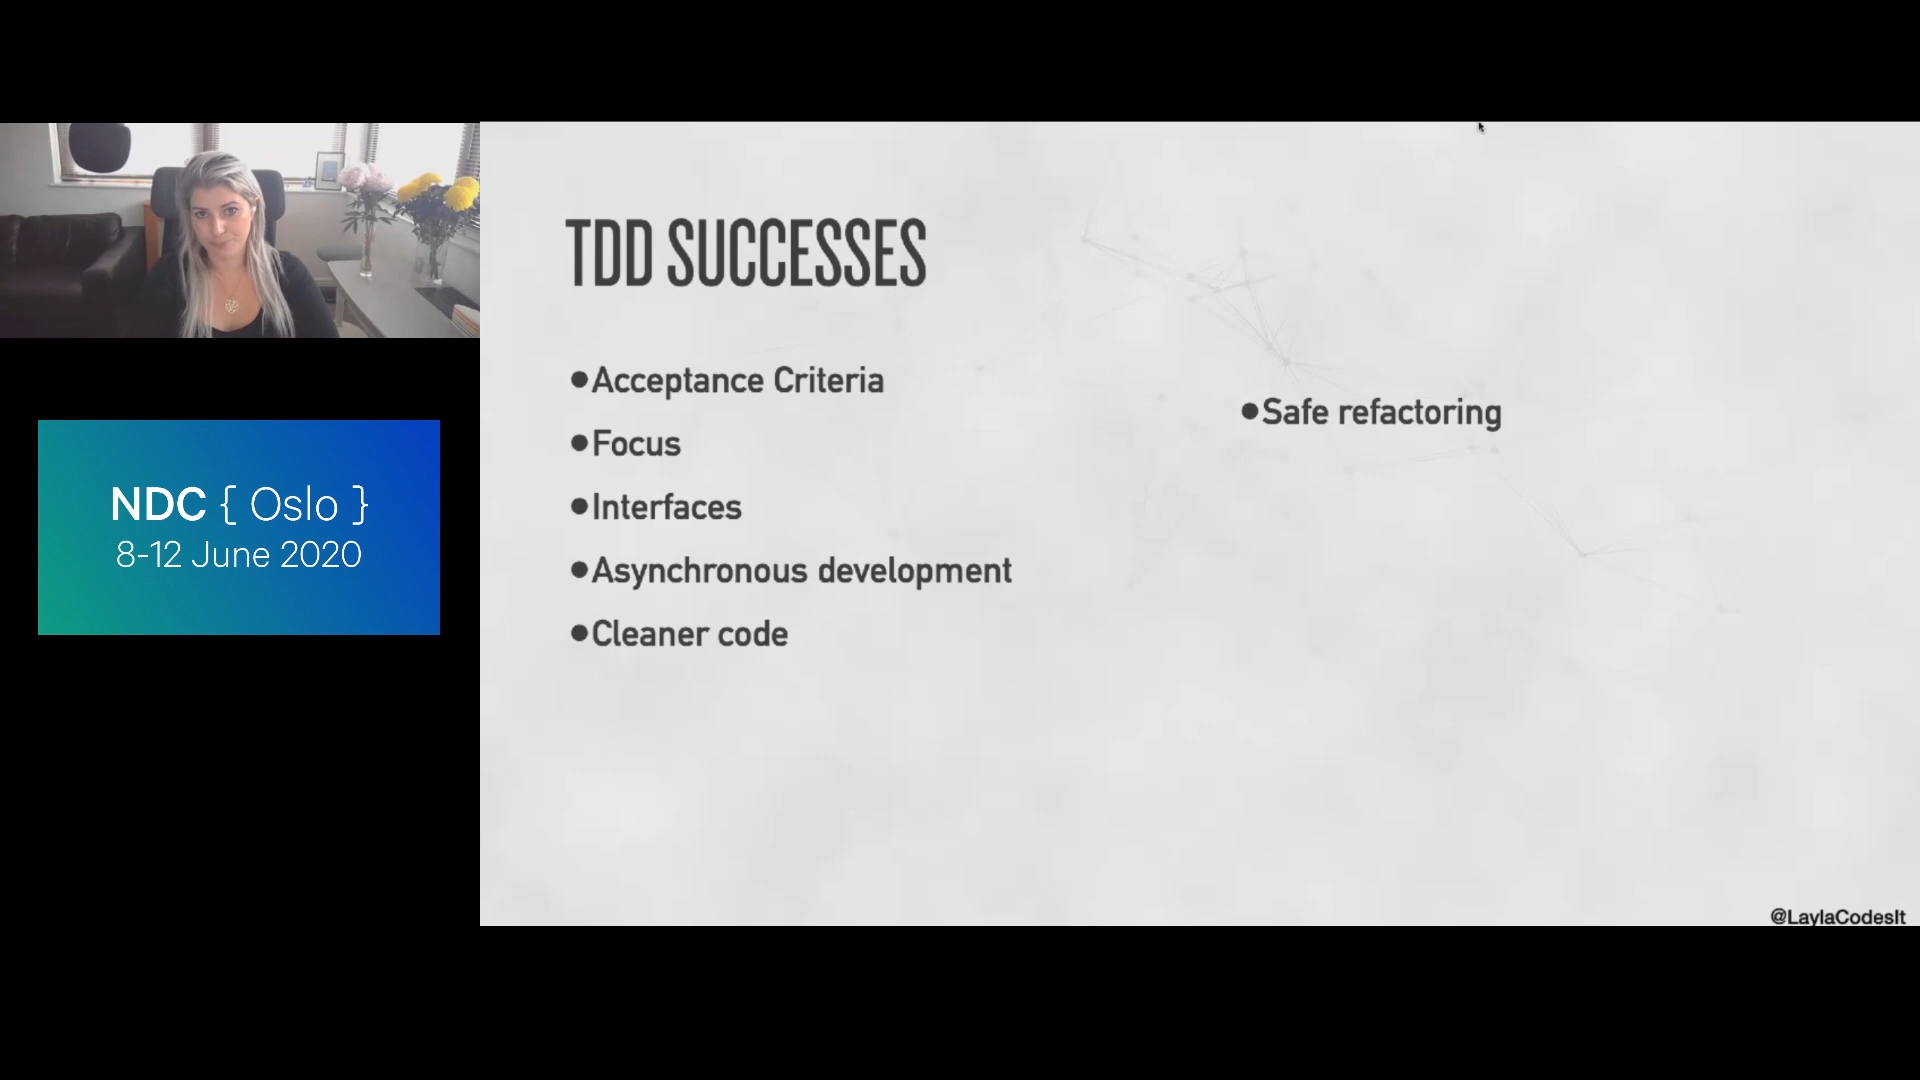 NDC { Oslo }
8-12 June 2020
TDD SUCCESSES
●Acceptance Criteria
●Focus
●Interfaces
●Asynchronous development
●Cleaner code
●Safe refactoring
@LaylaCodesIt